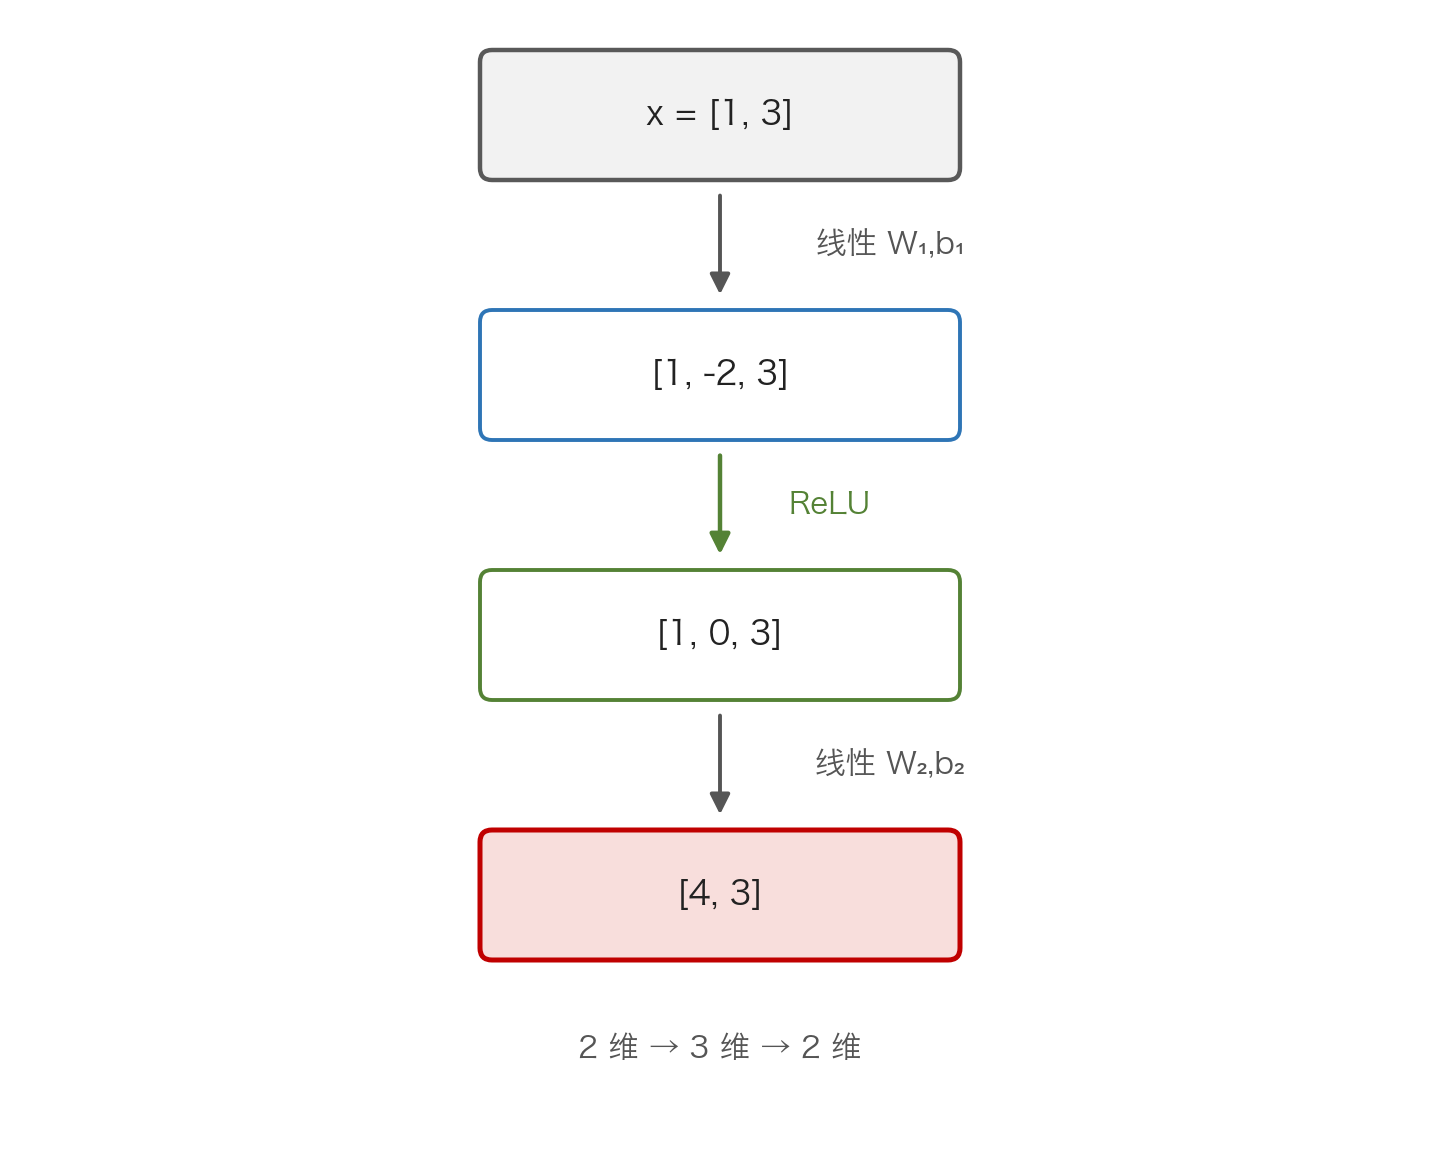 x = [1, 3]
线性 W₁,b₁
[1, -2, 3]
ReLU
[1, 0, 3]
线性 W₂,b₂
[4, 3]
2 维 → 3 维 → 2 维